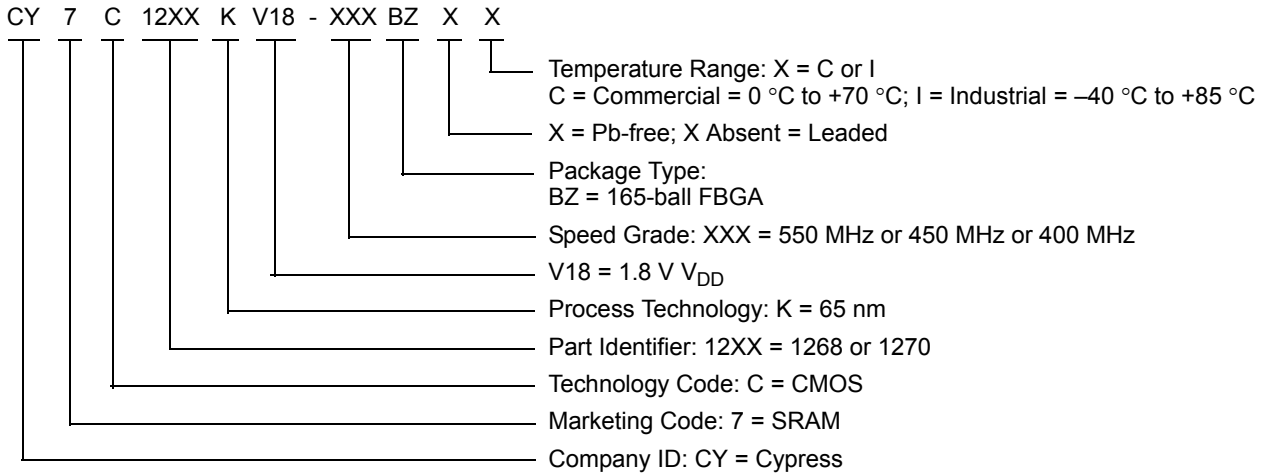 CY 7 C 12XX K V18 - XXX BZ X X
Temperature Range: X = C or I
C = Commercial = 0 °C to +70 °C; I = Industrial = –40 °C to +85 °C
X = Pb-free; X Absent = Leaded
Package Type:
BZ = 165-ball FBGA
Speed Grade: XXX = 550 MHz or 450 MHz or 400 MHz
V18 = 1.8 V VDD
Process Technology: K = 65 nm
Part Identifier: 12XX = 1268 or 1270
Technology Code: C = CMOS
Marketing Code: 7 = SRAM
Company ID: CY = Cypress